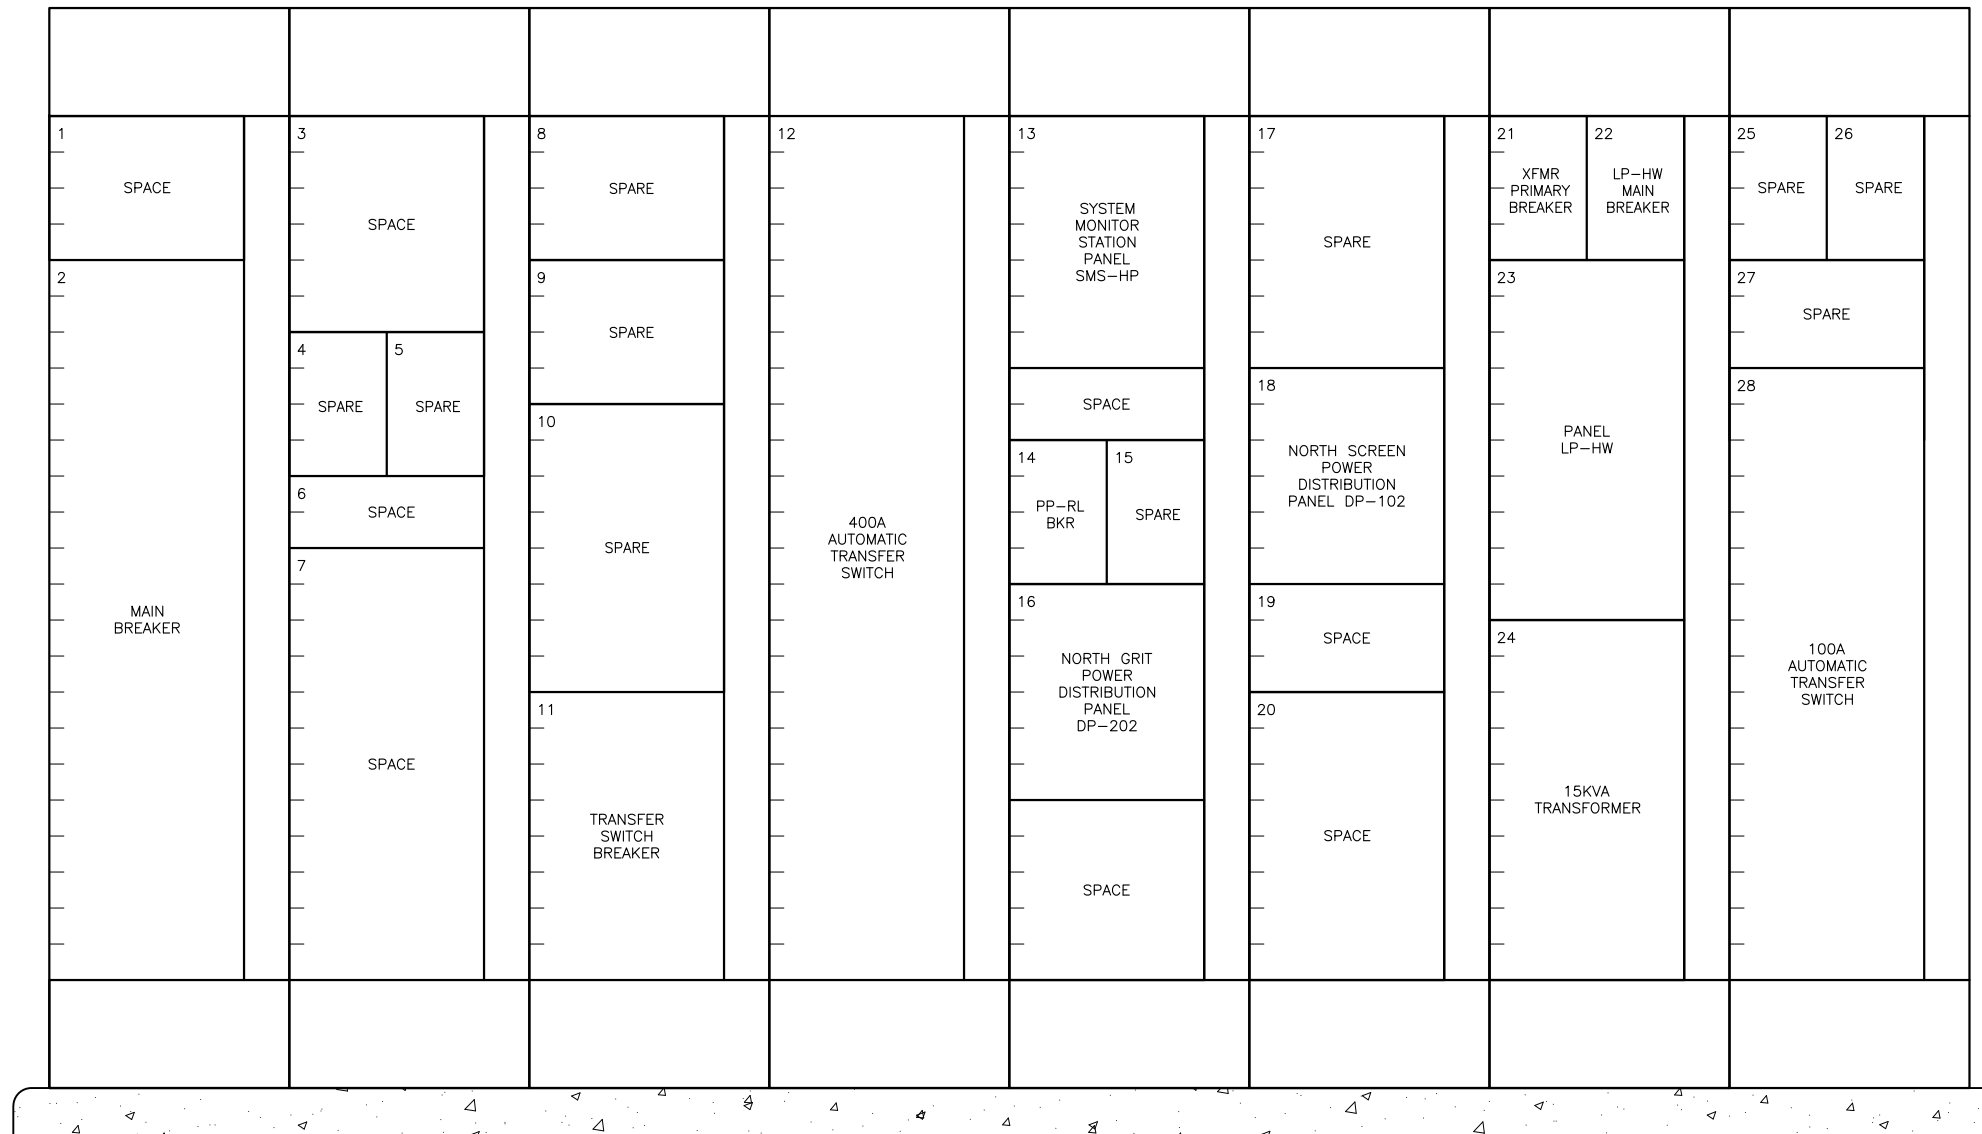 1
SPACE
2
MAIN
BREAKER
3
SPACE
4
SPARE
5
SPARE
6
SPACE
7
SPACE
8
SPARE
9
SPARE
10
SPARE
11
TRANSFER
SWITCH
BREAKER
12
400A
AUTOMATIC
TRANSFER
SWITCH
13
SYSTEM
MONITOR
STATION
PANEL
SMS-HP
SPACE
14
PP-RL
BKR
15
SPARE
16
NORTH GRIT
POWER
DISTRIBUTION
PANEL
DP-202
SPACE
17
SPARE
18
NORTH SCREEN
POWER
DISTRIBUTION
PANEL DP-102
19
SPACE
20
SPACE
21
XFMR
PRIMARY
BREAKER
22
LP-HW
MAIN
BREAKER
23
PANEL
LP-HW
24
15KVA
TRANSFORMER
25
SPARE
26
SPARE
27
SPARE
28
100A
AUTOMATIC
TRANSFER
SWITCH